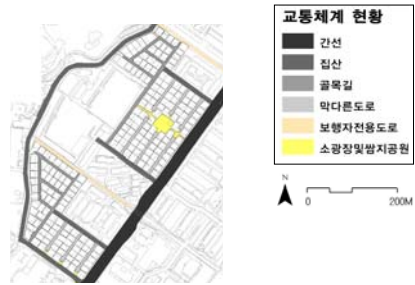 교통체계 현황
간선
집산
골목길
막다른도로
보행자전용도로
소광장및쌈지공원
N
0 200M